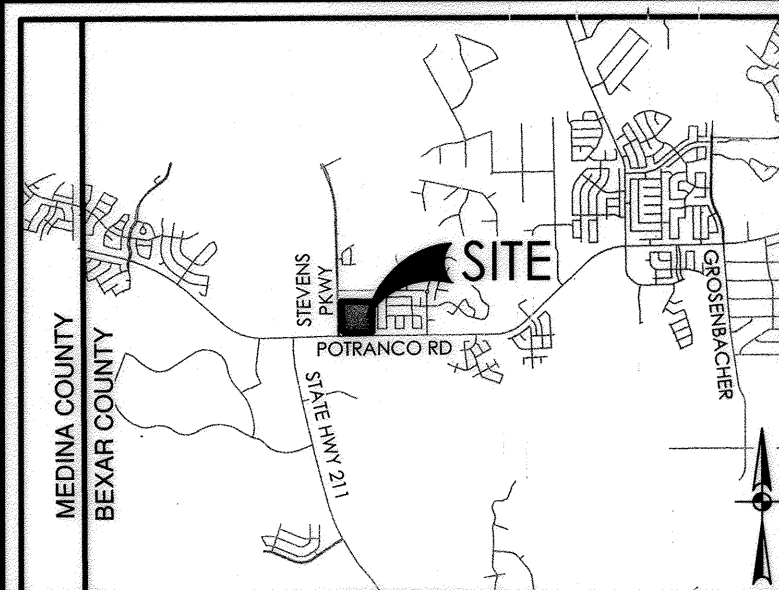 SITE
STEVENS
PKWY
POTRANCO RD
GROSENBACHER
STATE HWY 211
MEDINA COUNTY
BEXAR COUNTY